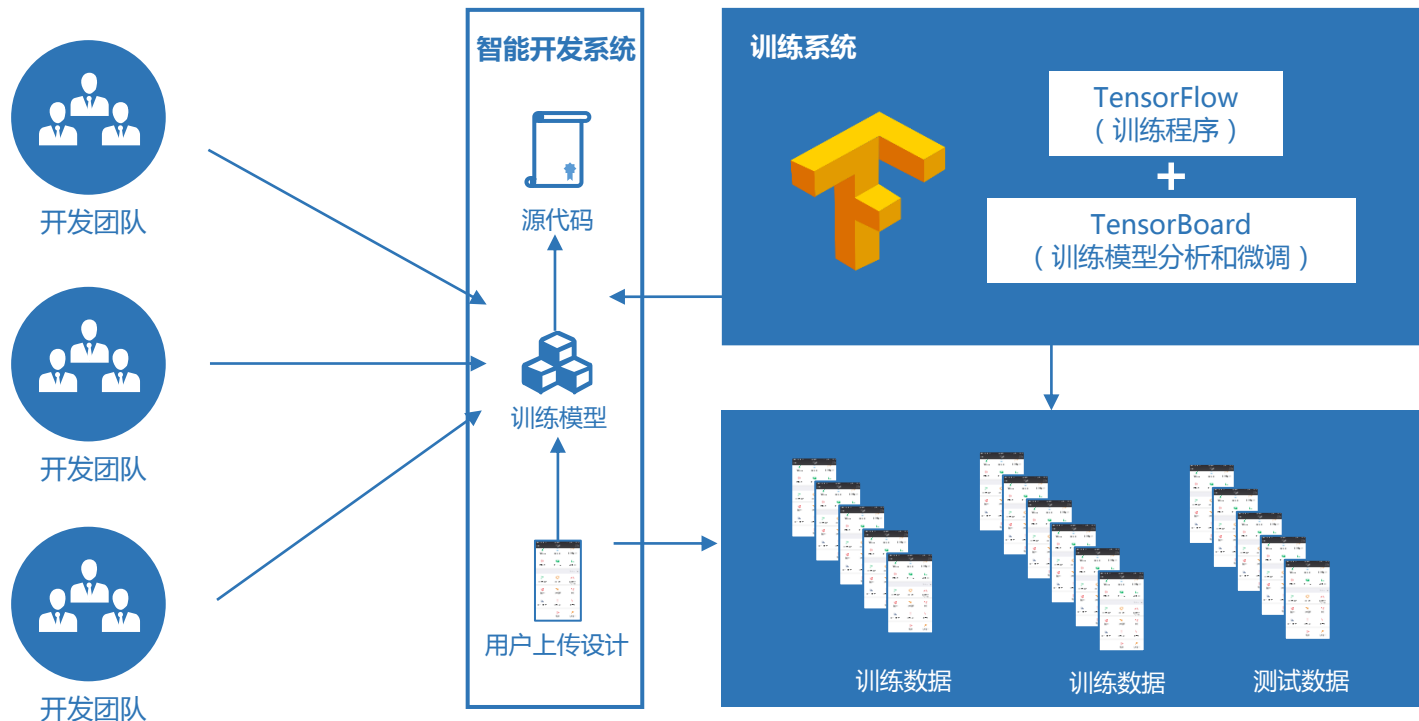 开发团队
开发团队
开发团队
智能开发系统
源代码
训练模型
用户上传设计
训练系统
TensorFlow
（训练程序）
+
TensorBoard
（训练模型分析和微调）
训练数据
训练数据
测试数据